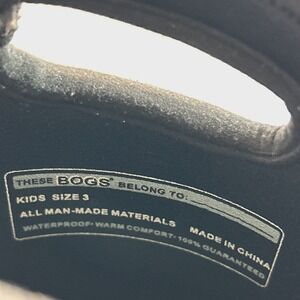 THESE BOGS® BELONG TO:
KIDS SIZE 3
ALL MAN-MADE MATERIALS MADE IN CHINA
WATERPROOF • WARM COMFORT • 100% GUARANTEED